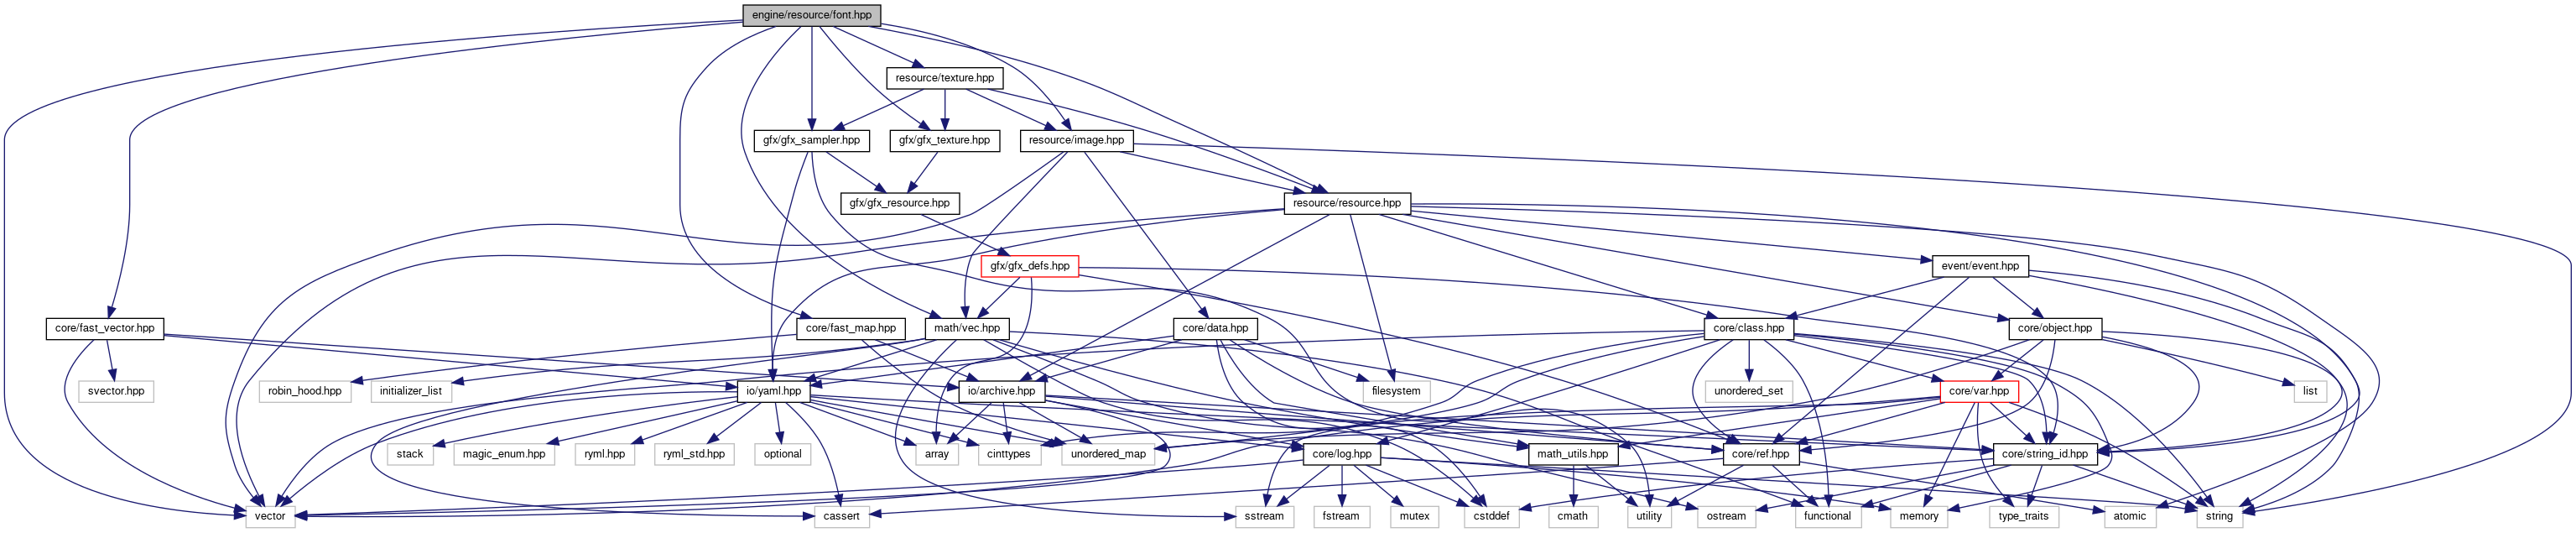 engine/resource/font.hpp
resource/texture.hpp
gfx/gfx_sampler.hpp
gfx/gfx_texture.hpp
resource/image.hpp
gfx/gfx_resource.hpp
resource/resource.hpp
gfx/gfx_defs.hpp
event/event.hpp
core/fast_vector.hpp
core/fast_map.hpp
math/vec.hpp
core/data.hpp
core/class.hpp
core/object.hpp
svector.hpp
robin_hood.hpp
initializer_list
io/yaml.hpp
io/archive.hpp
filesystem
unordered_set
core/var.hpp
list
stack
magic_enum.hpp
ryml.hpp
ryml_std.hpp
optional
array
cinttypes
unordered_map
core/log.hpp
math_utils.hpp
core/ref.hpp
core/string_id.hpp
vector
cassert
sstream
fstream
mutex
cstddef
cmath
utility
ostream
functional
memory
type_traits
atomic
string